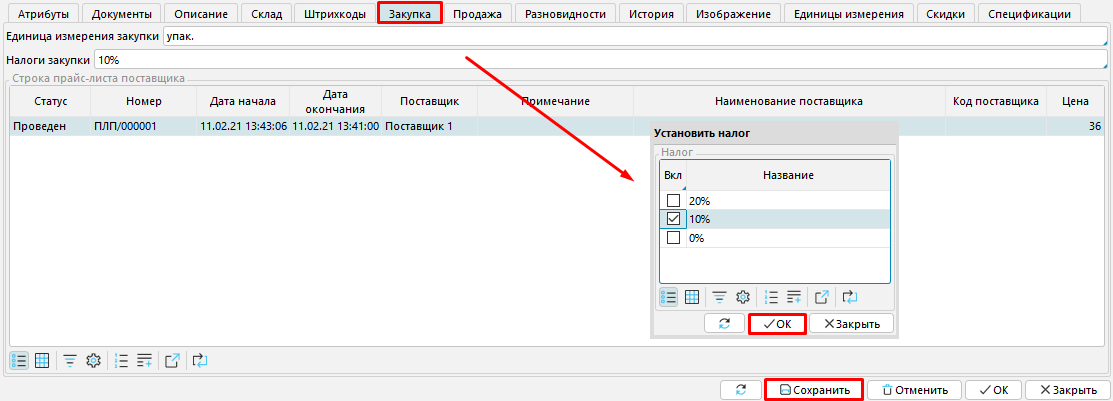 Атрибуты Документы Описание Склад Штрихкоды Закупка Продажа Разновидности История Изображение Единицы измерения Скидки Спецификации
Единица измерения закупки упак.
Налоги закупки 10%
Строка прайс-листа поставщика
Статус Номер Дата начала Дата окончания Поставщик Примечание Наименование поставщика Код поставщика Цена
Проведен ПЛП/000001 11.02.21 13:43:06 11.02.21 13:41:00 Поставщик 1 36
Установить налог
Налог
Вкл Название
20%
10%
0%
OK Закрыть
Сохранить Отменить OK Закрыть